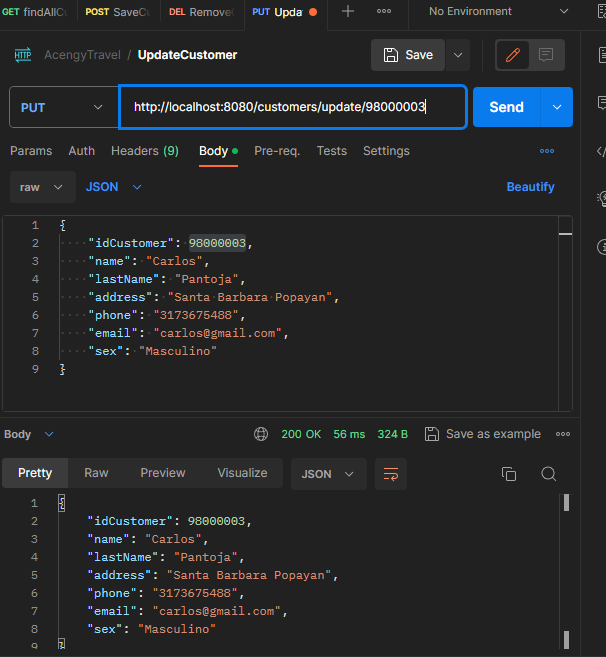 GET findAllCu POST SaveCu DEL Remove PUT Upda No Environment
HTTP AcengyTravel / UpdateCustomer Save
PUT http://localhost:8080/customers/update/98000003 Send
Params Auth Headers (9) Body Pre-req. Tests Settings
raw JSON Beautify
1 {
2 "idCustomer": 98000003,
3 "name": "Carlos",
4 "lastName": "Pantoja",
5 "address": "Santa Barbara Popayan",
6 "phone": "3173675488",
7 "email": "carlos@gmail.com",
8 "sex": "Masculino"
9 }
Body 200 OK 56 ms 324 B Save as example
Pretty Raw Preview Visualize JSON
1 {
2 "idCustomer": 98000003,
3 "name": "Carlos",
4 "lastName": "Pantoja",
5 "address": "Santa Barbara Popayan",
6 "phone": "3173675488",
7 "email": "carlos@gmail.com",
8 "sex": "Masculino"
9 }